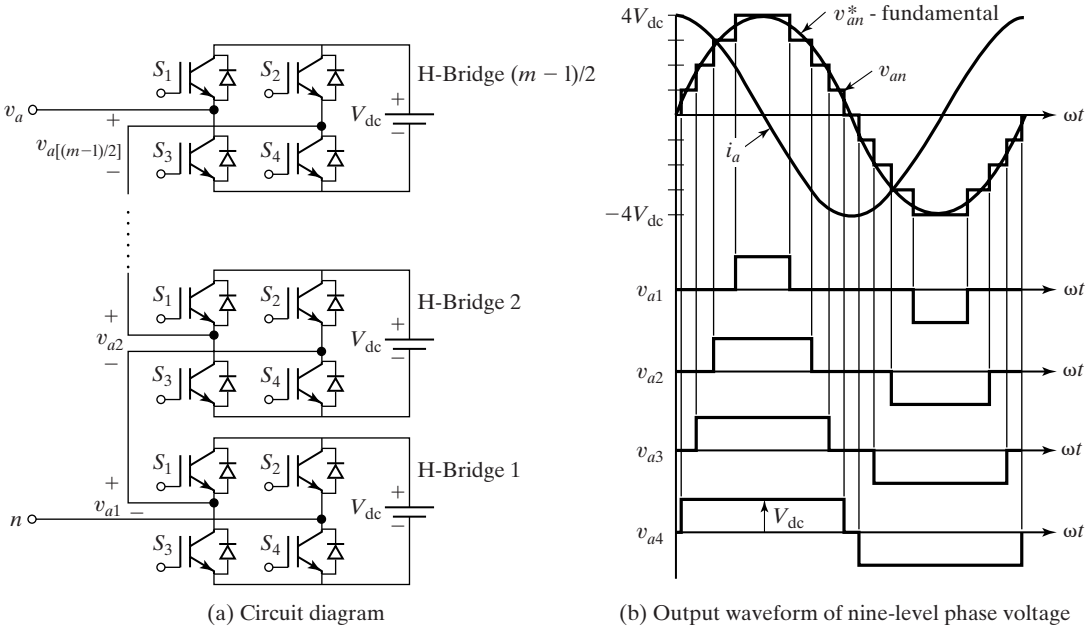 S1
S2
H-Bridge (m − 1)/2
va
+
va[(m−1)/2]
−
Vdc
+
−
S3
S4
S1
S2
H-Bridge 2
+
va2
−
Vdc
+
−
S3
S4
S1
S2
H-Bridge 1
+
va1 −
Vdc
+
−
n
S3
S4
(a) Circuit diagram
4Vdc
v*an - fundamental
van
ωt
ia
−4Vdc
va1
ωt
va2
ωt
va3
ωt
Vdc
va4
ωt
(b) Output waveform of nine-level phase voltage